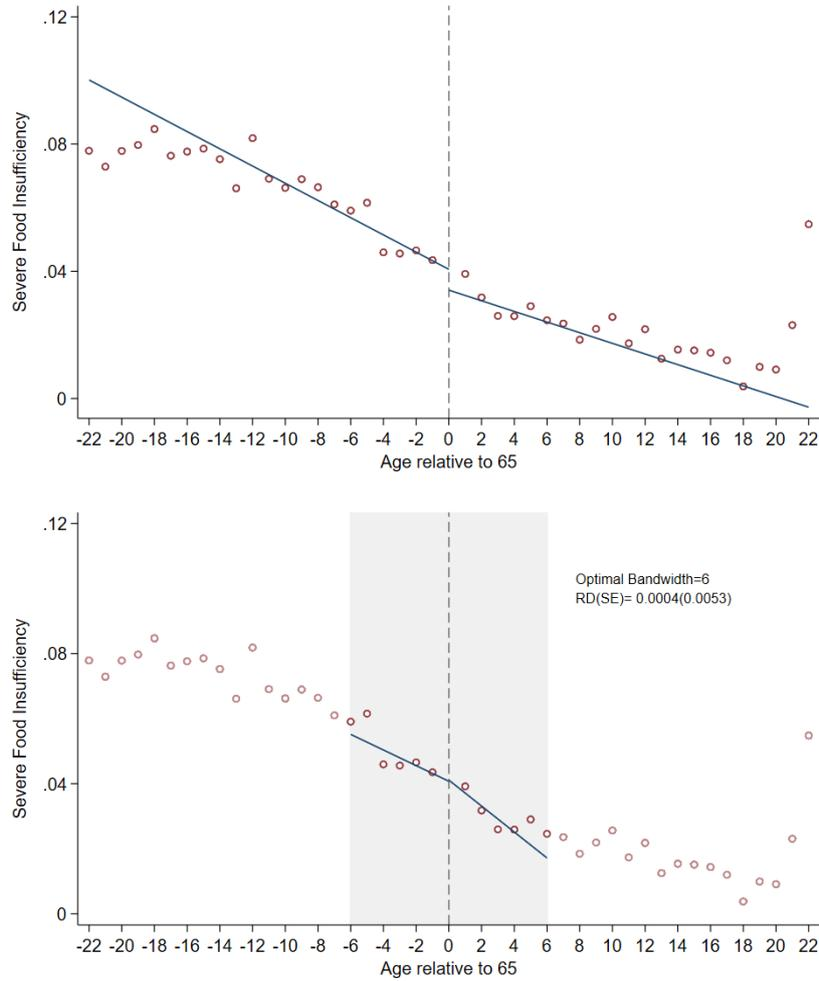 .12
.08
.04
0
Severe Food Insufficiency
-22 -20 -18 -16 -14 -12 -10 -8 -6 -4 -2 0 2 4 6 8 10 12 14 16 18 20 22
Age relative to 65
.12
.08
.04
0
Severe Food Insufficiency
Optimal Bandwidth=6
RD(SE)= 0.0004(0.0053)
-22 -20 -18 -16 -14 -12 -10 -8 -6 -4 -2 0 2 4 6 8 10 12 14 16 18 20 22
Age relative to 65